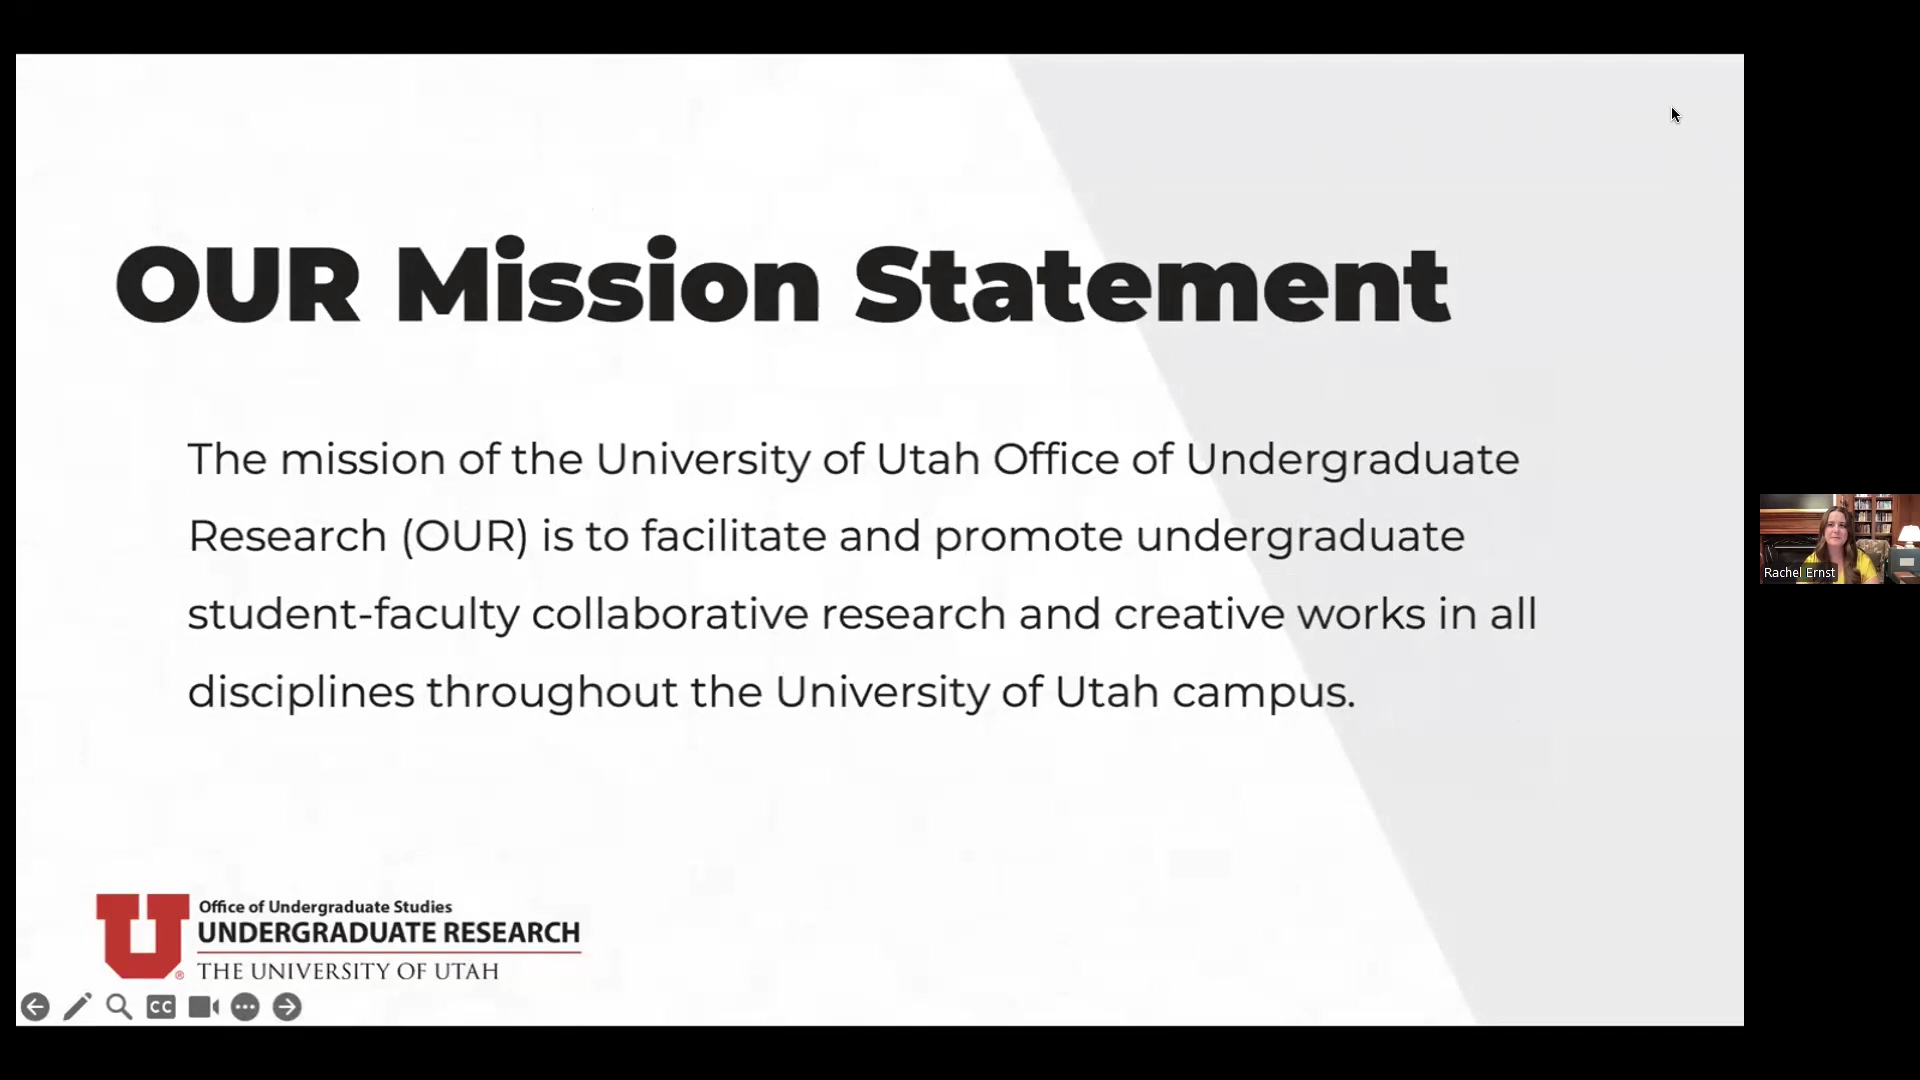 OUR Mission Statement
The mission of the University of Utah Office of Undergraduate
Research (OUR) is to facilitate and promote undergraduate
student-faculty collaborative research and creative works in all
disciplines throughout the University of Utah campus.
Rachel Ernst
U
Office of Undergraduate Studies
UNDERGRADUATE RESEARCH
®
THE UNIVERSITY OF UTAH
CC